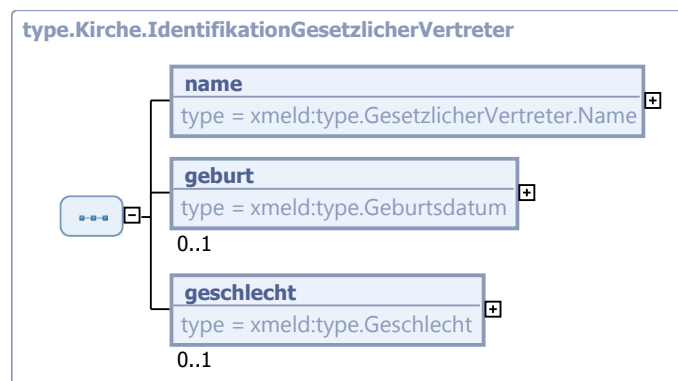 type.Kirche.IdentifikationGesetzlicherVertreter
name
type = xmeld:type.GesetzlicherVertreter.Name
geburt
type = xmeld:type.Geburtsdatum
0..1
geschlecht
type = xmeld:type.Geschlecht
0..1